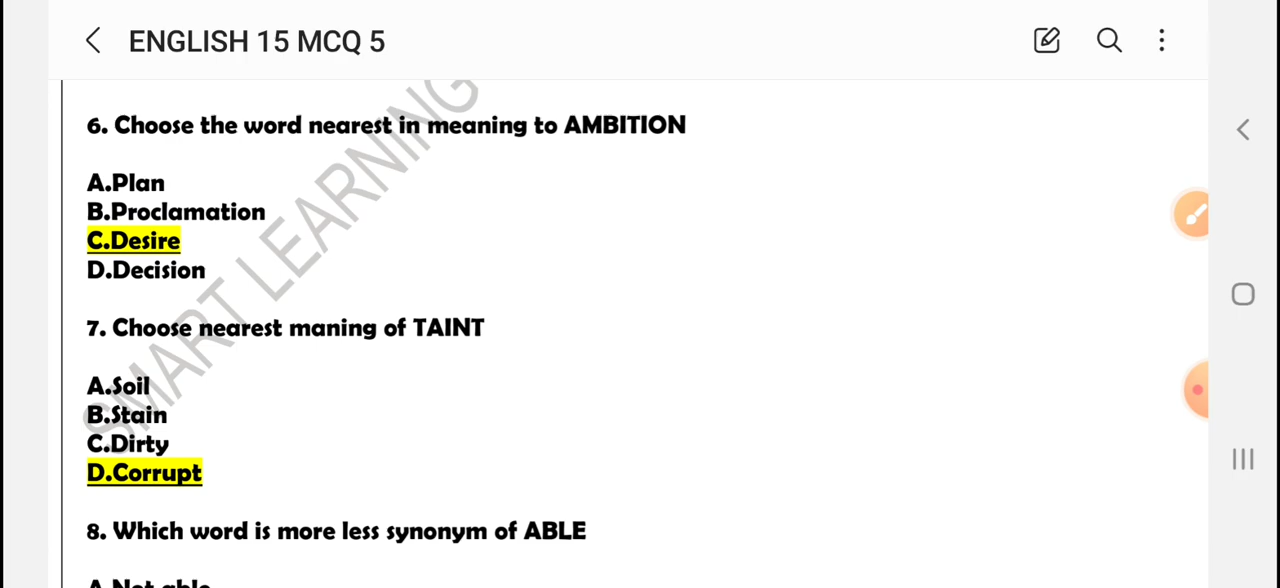 ENGLISH 15 MCQ 5
6. Choose the word nearest in meaning to AMBITION
A.Plan
B.Proclamation
C.Desire
D.Decision
7. Choose nearest maning of TAINT
A.Soil
B.Stain
C.Dirty
D.Corrupt
8. Which word is more less synonym of ABLE
A.Not able
SMART LEARNING